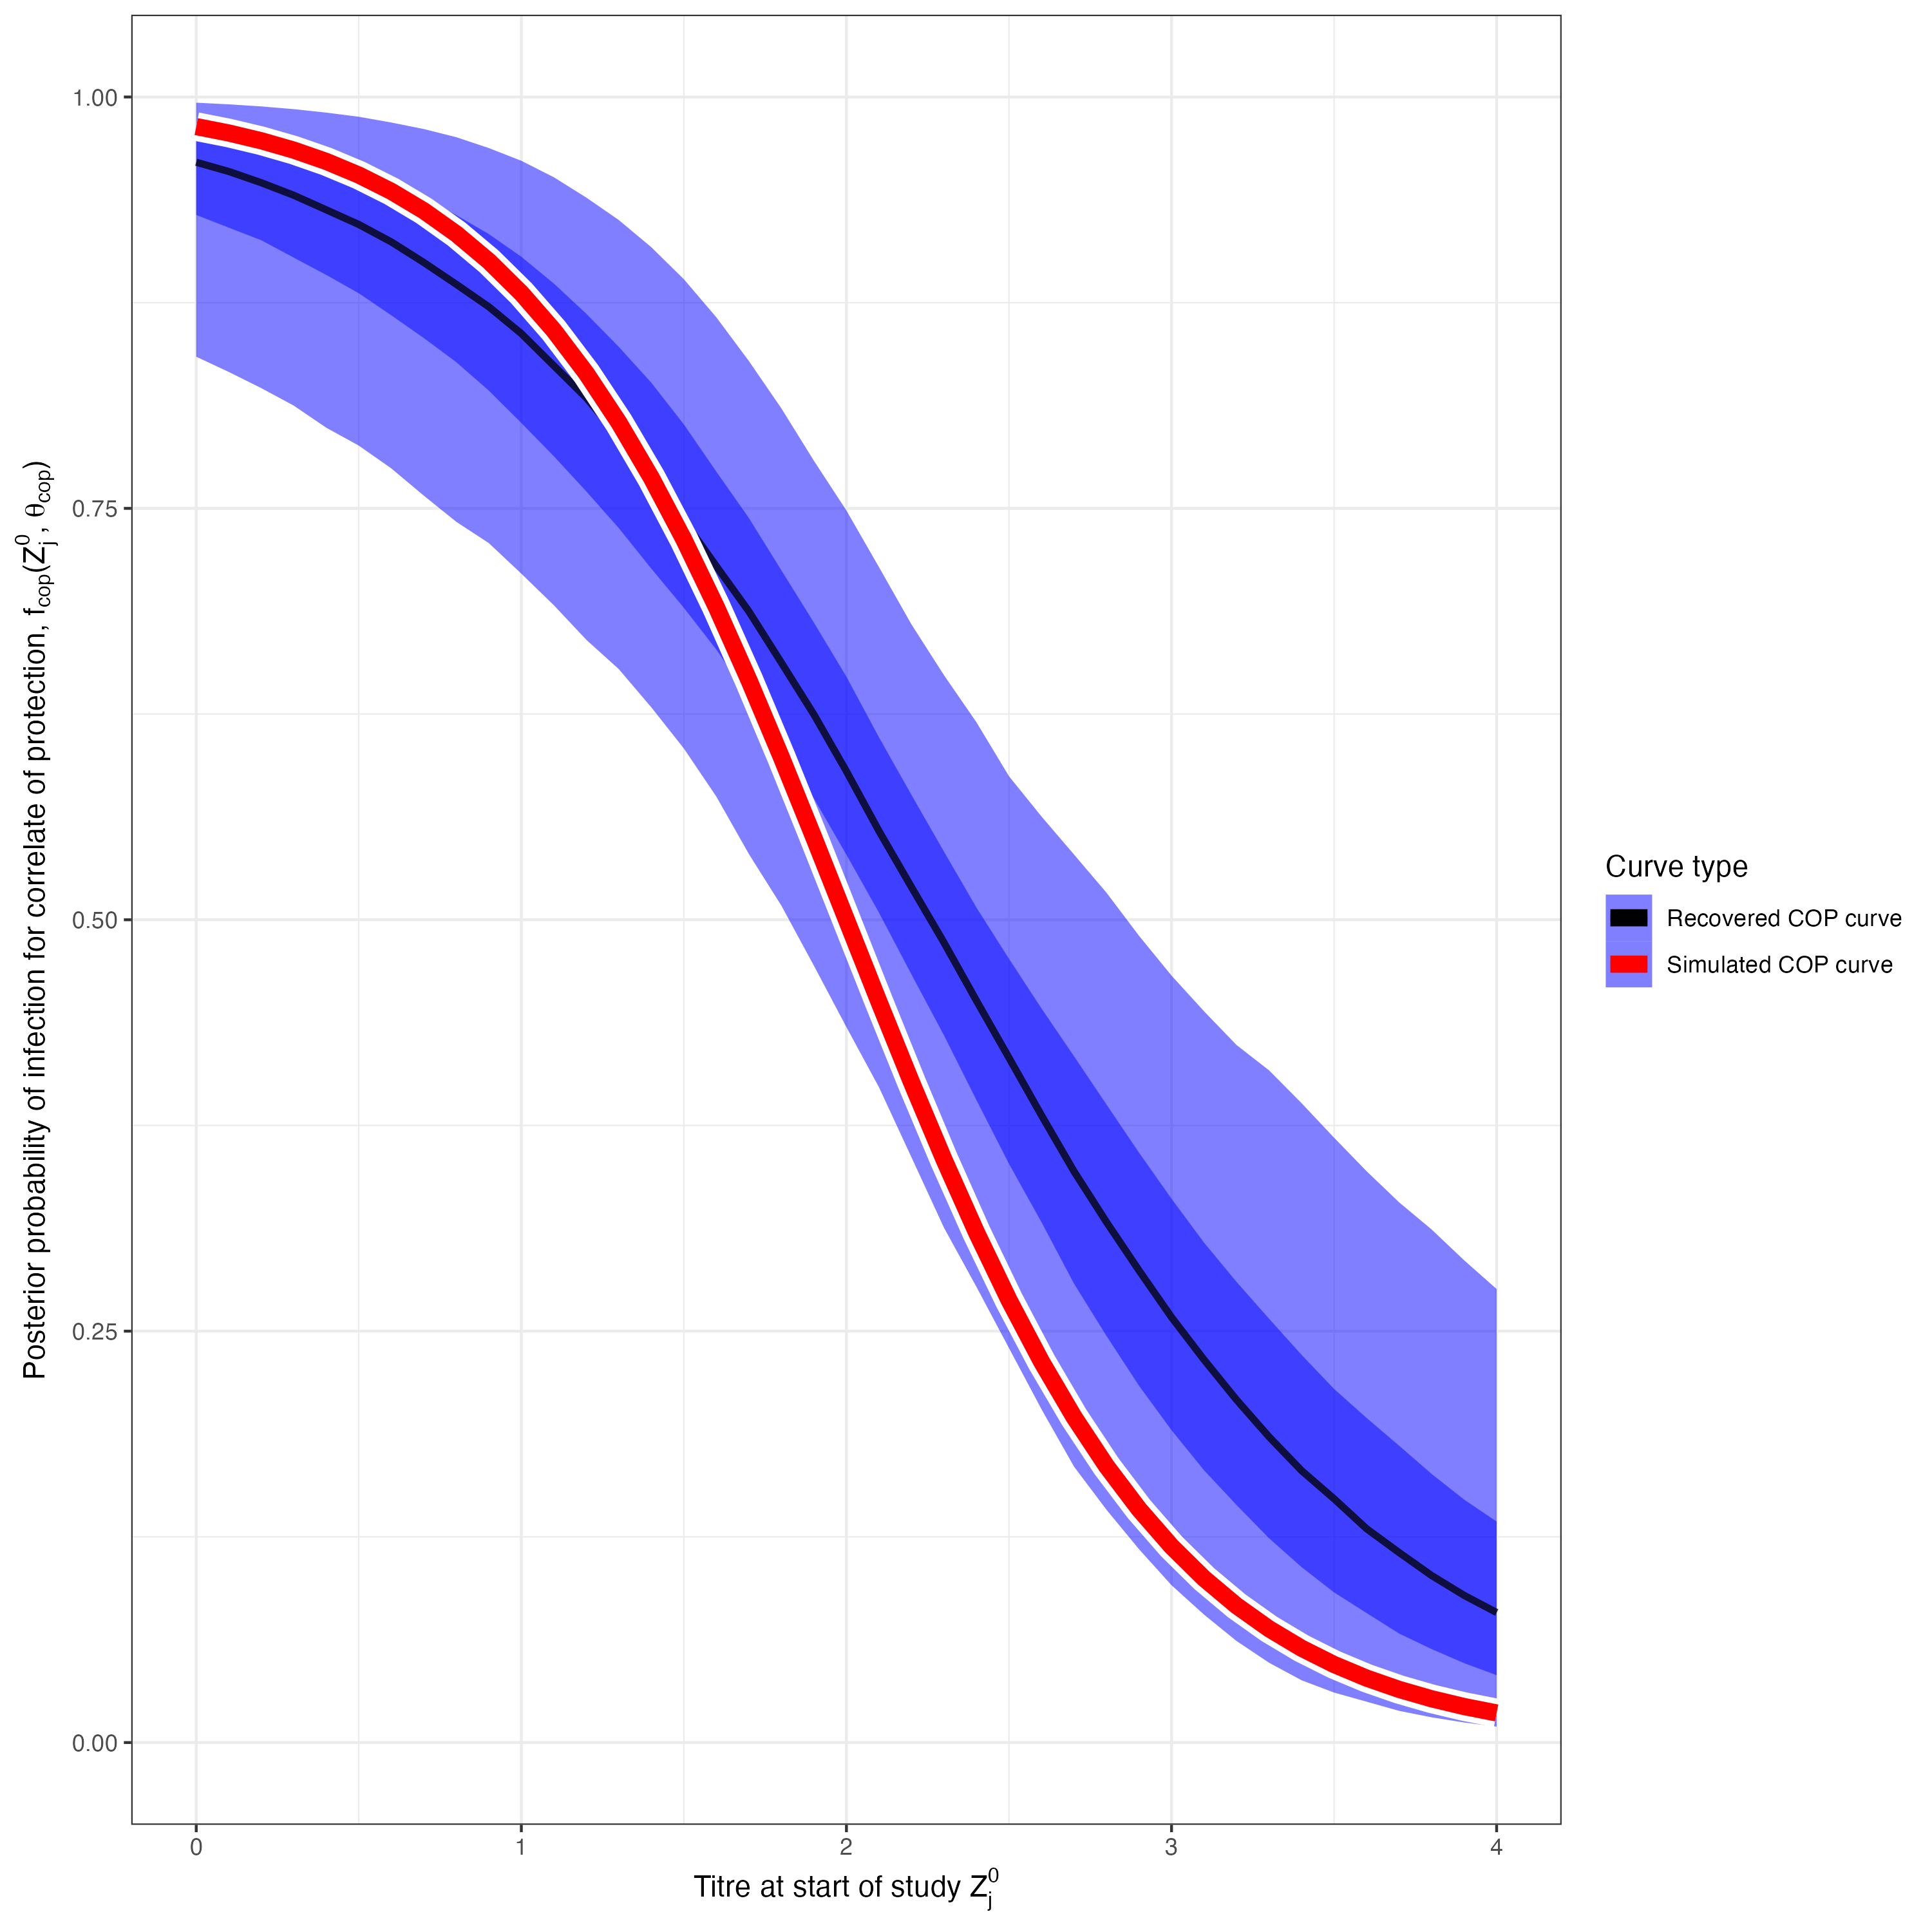 Posterior probability of infection for correlate of protection, f_cop(Z_j^0, θ_cop)
1.00
0.75
0.50
0.25
0.00
0 1 2 3 4
Titre at start of study Z_j^0
Curve type
Recovered COP curve
Simulated COP curve